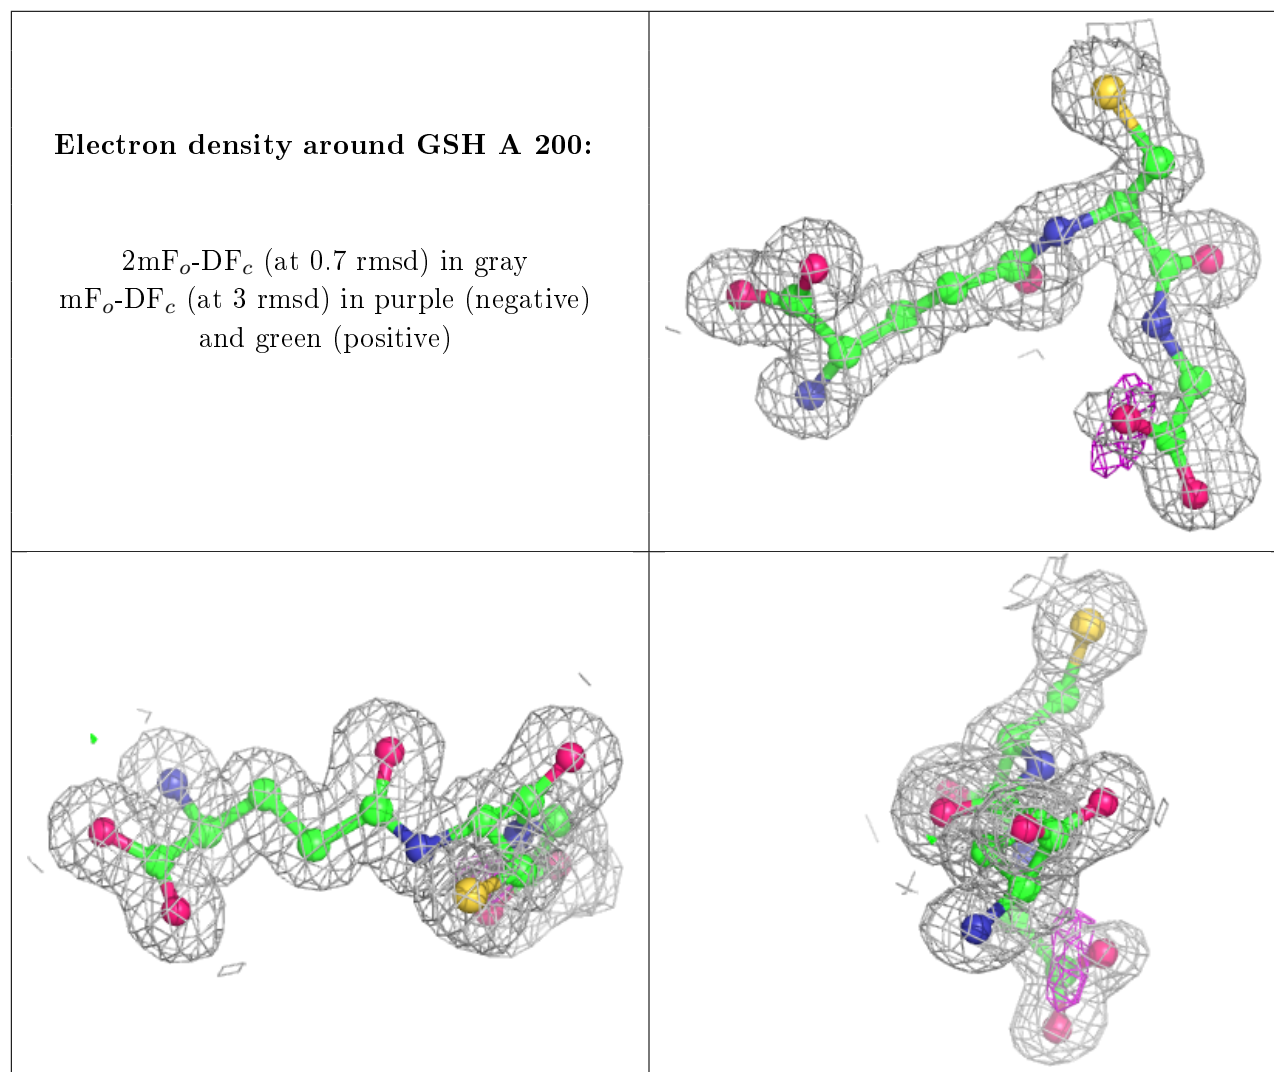 Electron density around GSH A 200:
2mFo-DFc (at 0.7 rmsd) in gray
mFo-DFc (at 3 rmsd) in purple (negative)
and green (positive)